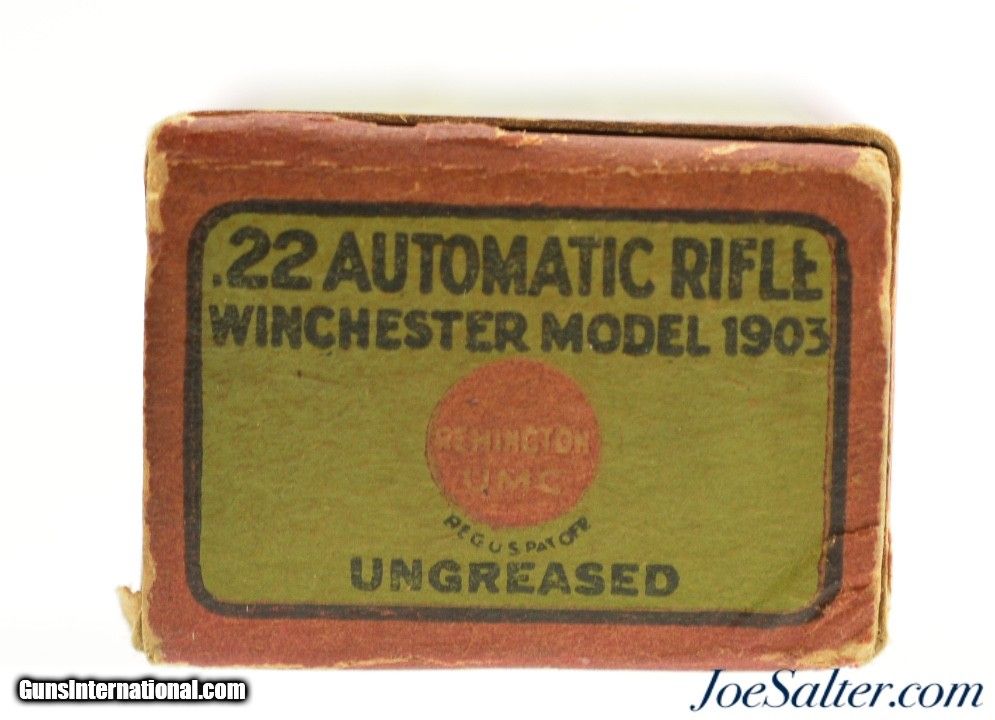 .22 AUTOMATIC RIFLE
WINCHESTER MODEL 1903
REMINGTON
UMC
REG U.S. PAT OFF
UNGREASED
GunsInternational.com
JoeSalter.com